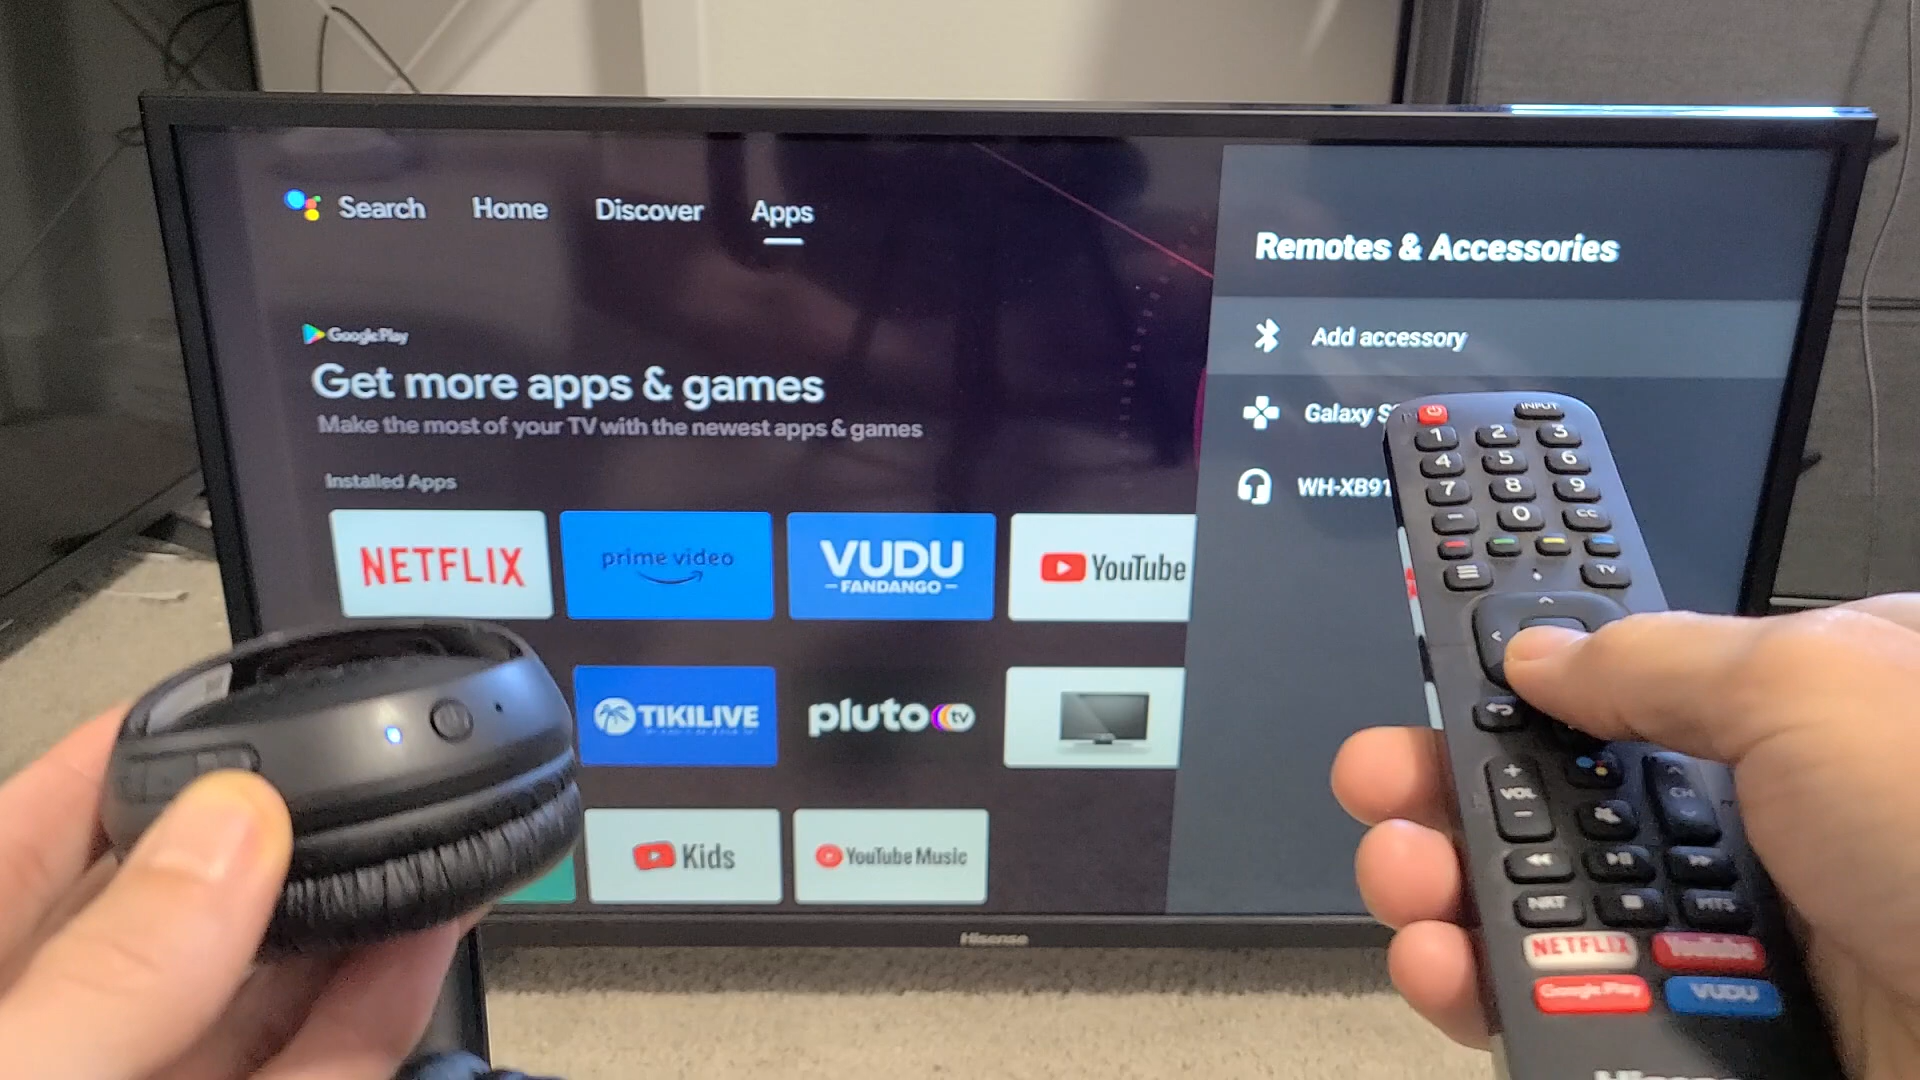 Search Home Discover Apps
Remotes & Accessories
Add accessory
Google Play
Get more apps & games
Make the most of your TV with the newest apps & games
Galaxy
WH-XB91
Installed Apps
NETFLIX
prime video
VUDU
FANDANGO
YouTube
TIKILIVE
pluto tv
Kids
YouTube Music
Hisense
INPUT
1 2 3
4 5 6
7 8 9
0 CC
TV
VOL
CH
NETFLIX YouTube
Google Play VUDU